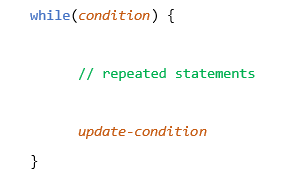 while(condition) {
// repeated statements
update-condition
}